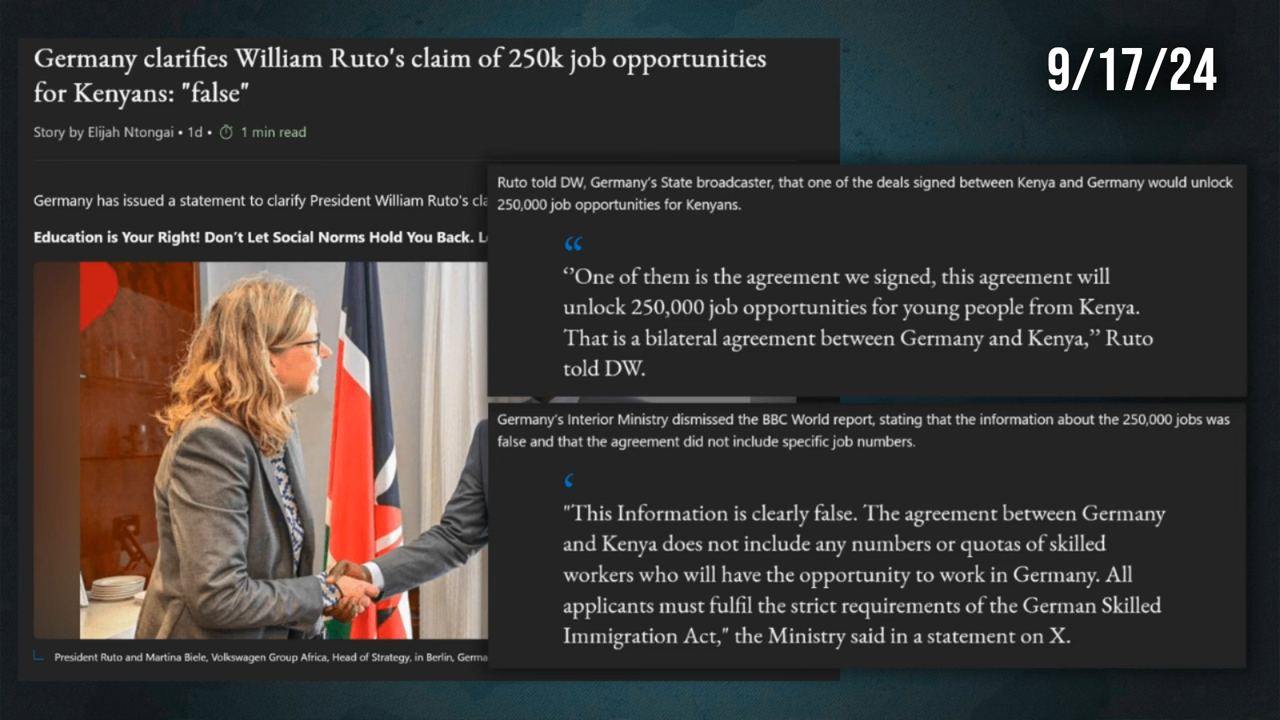 Germany clarifies William Ruto's claim of 250k job opportunities
for Kenyans: "false"
9/17/24
Story by Elijah Ntongai • 1d • 1 min read
Germany has issued a statement to clarify President William Ruto's
Education is Your Right! Don't Let Social Norms Hold You Back.
President Ruto and Martina Biele, Volkswagen Group Africa, Head of Strategy, in Berlin,
Ruto told DW, Germany's State broadcaster, that one of the deals signed between Kenya and Germany would unlock
250,000 job opportunities for Kenyans.
“
‘’One of them is the agreement we signed, this agreement will
unlock 250,000 job opportunities for young people from Kenya.
That is a bilateral agreement between Germany and Kenya,’’ Ruto
told DW.
Germany's Interior Ministry dismissed the BBC World report, stating that the information about the 250,000 jobs was
false and that the agreement did not include specific job numbers.
‘
"This Information is clearly false. The agreement between Germany
and Kenya does not include any numbers or quotas of skilled
workers who will have the opportunity to work in Germany. All
applicants must fulfil the strict requirements of the German Skilled
Immigration Act," the Ministry said in a statement on X.